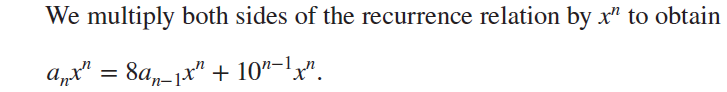 We multiply both sides of the recurrence relation by xⁿ to obtain
aₙxⁿ = 8aₙ₋₁xⁿ + 10ⁿ⁻¹xⁿ.